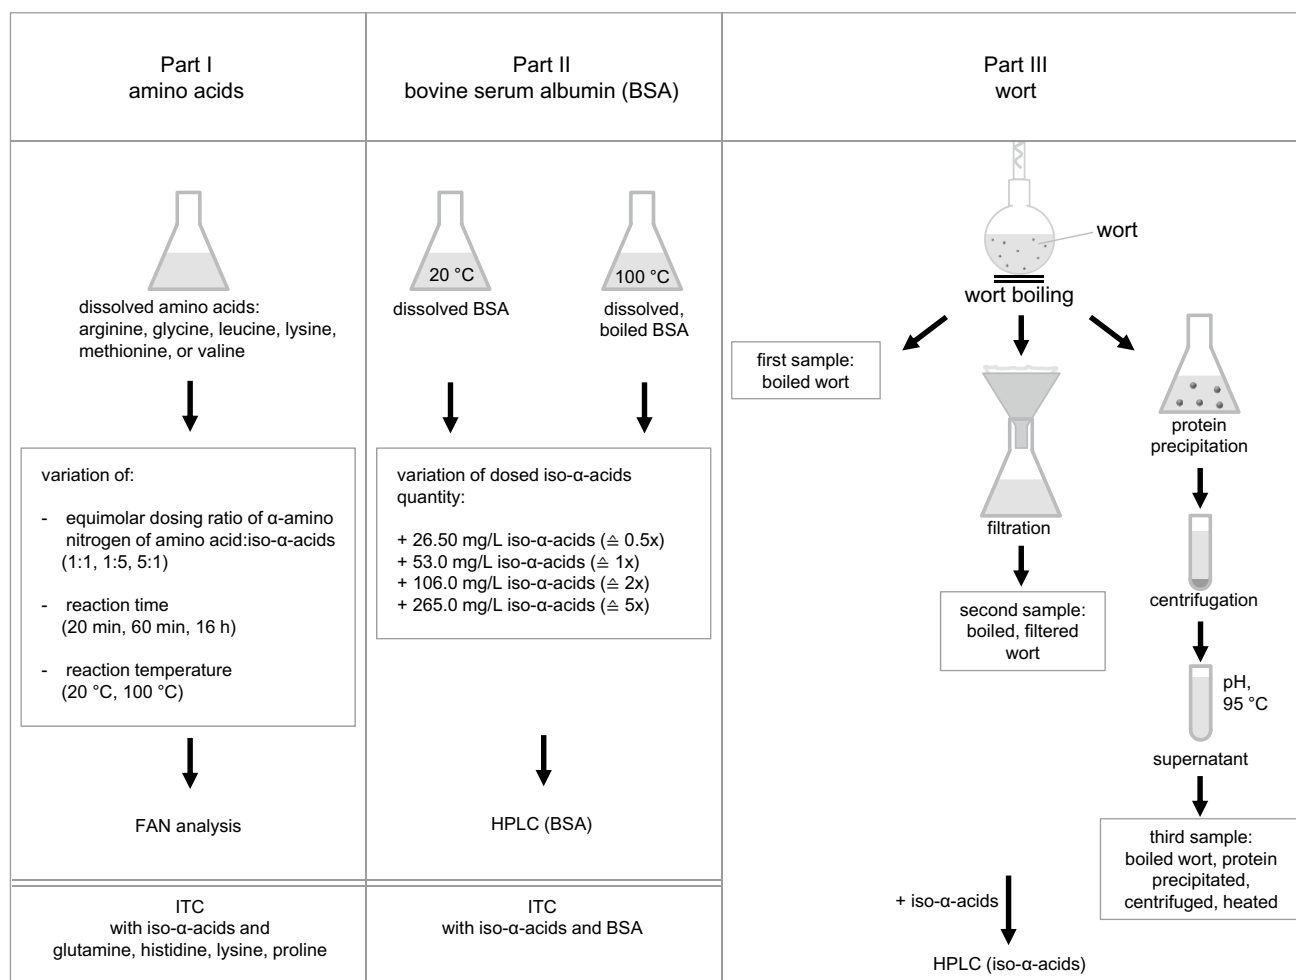 Part I
amino acids
Part II
bovine serum albumin (BSA)
Part III
wort
dissolved amino acids:
arginine, glycine, leucine, lysine,
methionine, or valine
variation of:
- equimolar dosing ratio of α-amino
nitrogen of amino acid:iso-α-acids
(1:1, 1:5, 5:1)
- reaction time
(20 min, 60 min, 16 h)
- reaction temperature
(20 °C, 100 °C)
FAN analysis
ITC
with iso-α-acids and
glutamine, histidine, lysine, proline
20 °C
dissolved BSA
100 °C
dissolved,
boiled BSA
variation of dosed iso-α-acids
quantity:
+ 26.50 mg/L iso-α-acids (≙ 0.5x)
+ 53.0 mg/L iso-α-acids (≙ 1x)
+ 106.0 mg/L iso-α-acids (≙ 2x)
+ 265.0 mg/L iso-α-acids (≙ 5x)
HPLC (BSA)
ITC
with iso-α-acids and BSA
wort
wort boiling
first sample:
boiled wort
filtration
second sample:
boiled, filtered
wort
protein
precipitation
centrifugation
pH,
95 °C
supernatant
third sample:
boiled wort, protein
precipitated,
centrifuged, heated
+ iso-α-acids
HPLC (iso-α-acids)